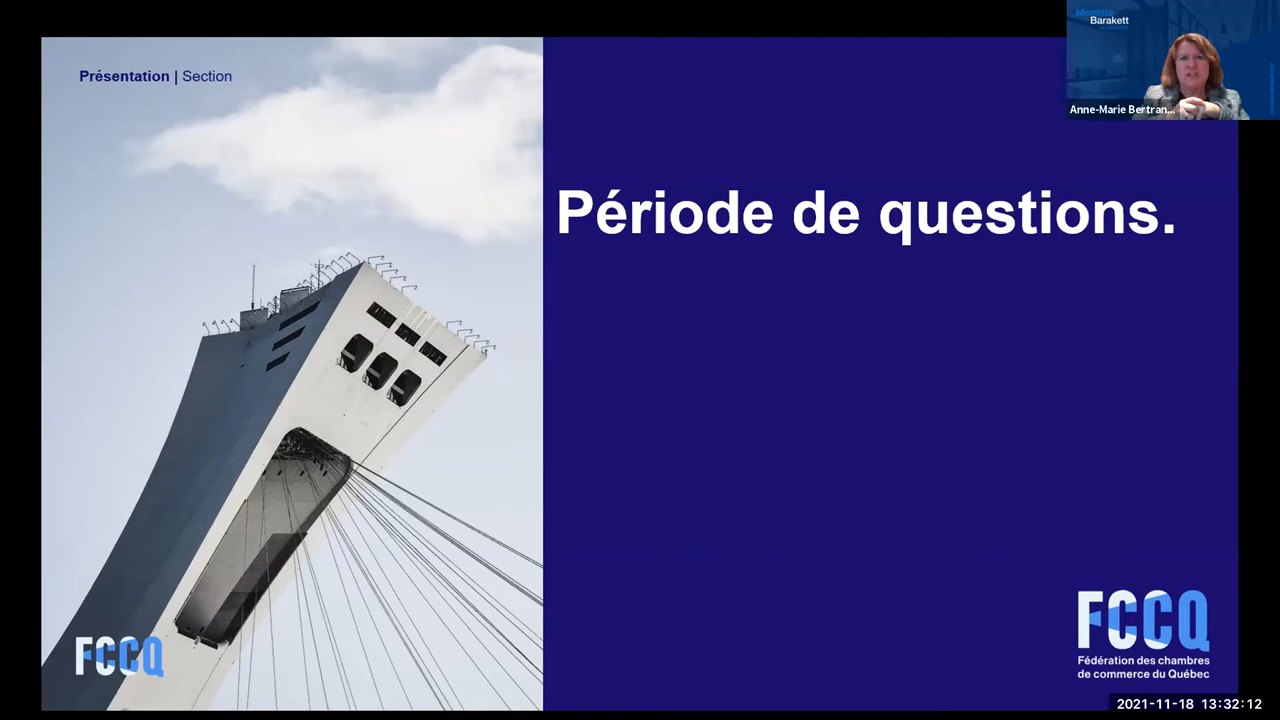 Présentation | Section
Monette
Barakett
Anne-Marie Bertran...
Période de questions.
FCCQ
FCCQ
Fédération des chambres
de commerce du Québec
2021-11-18 13:32:12